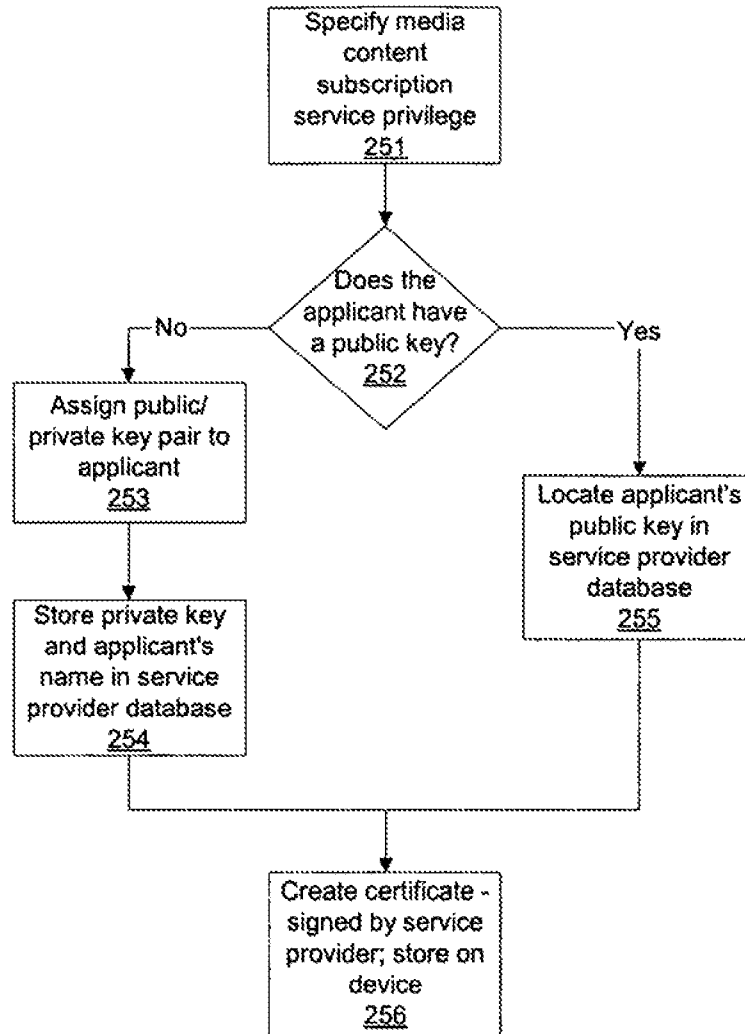 Specify media
content
subscription
service privilege
251
Does the
applicant have
a public key?
252
No
Yes
Assign public/
private key pair to
applicant
253
Locate applicant's
public key in
service provider
database
255
Store private key
and applicant's
name in service
provider database
254
Create certificate -
signed by service
provider; store on
device
256